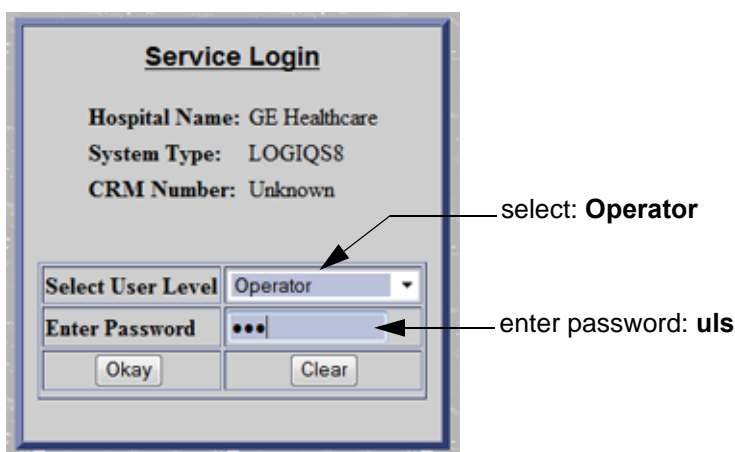 Service Login
Hospital Name: GE Healthcare
System Type: LOGIQS8
CRM Number: Unknown
select: Operator
Select User Level Operator
Enter Password •••
enter password: uls
Okay Clear